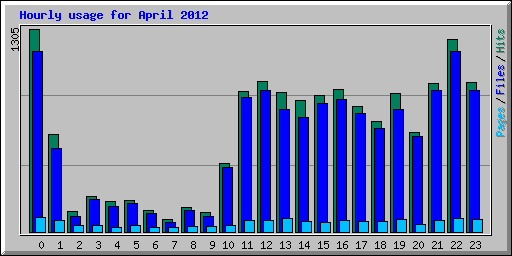 Hourly usage for April 2012
1305
Pages / Files / Hits
0 1 2 3 4 5 6 7 8 9 10 11 12 13 14 15 16 17 18 19 20 21 22 23